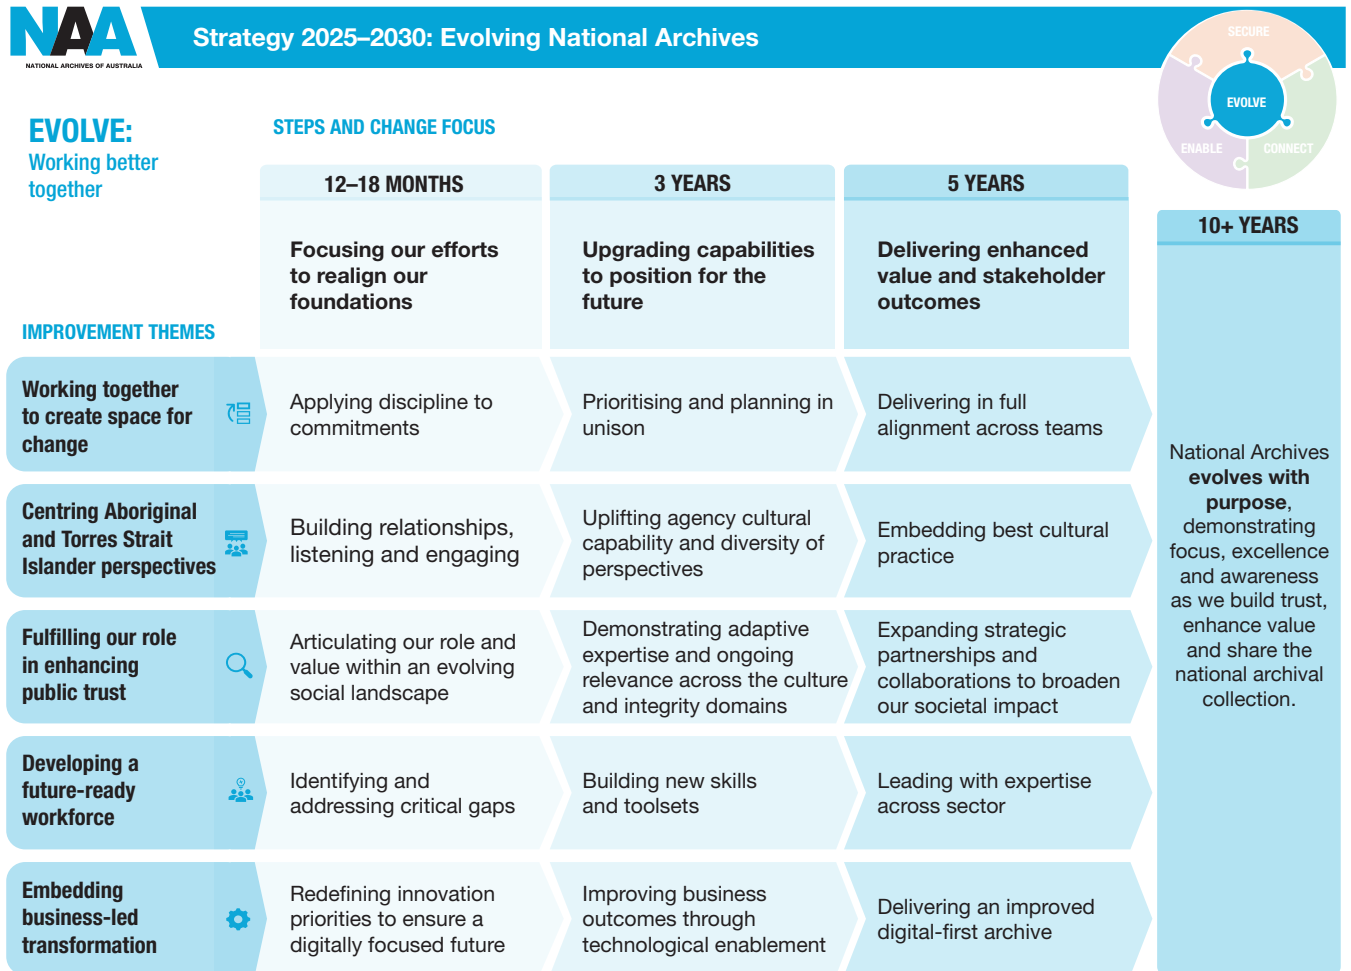 NAA
NATIONAL ARCHIVES OF AUSTRALIA
Strategy 2025–2030: Evolving National Archives
SECURE
EVOLVE
ENABLE
CONNECT
EVOLVE:
Working better
together
STEPS AND CHANGE FOCUS
12–18 MONTHS
3 YEARS
5 YEARS
10+ YEARS
Focusing our efforts
to realign our
foundations
Upgrading capabilities
to position for the
future
Delivering enhanced
value and stakeholder
outcomes
IMPROVEMENT THEMES
Working together
to create space for
change
Applying discipline to
commitments
Prioritising and planning in
unison
Delivering in full
alignment across teams
Centring Aboriginal
and Torres Strait
Islander perspectives
Building relationships,
listening and engaging
Uplifting agency cultural
capability and diversity of
perspectives
Embedding best cultural
practice
Fulfilling our role
in enhancing
public trust
Articulating our role and
value within an evolving
social landscape
Demonstrating adaptive
expertise and ongoing
relevance across the culture
and integrity domains
Expanding strategic
partnerships and
collaborations to broaden
our societal impact
Developing a
future-ready
workforce
Identifying and
addressing critical gaps
Building new skills
and toolsets
Leading with expertise
across sector
Embedding
business-led
transformation
Redefining innovation
priorities to ensure a
digitally focused future
Improving business
outcomes through
technological enablement
Delivering an improved
digital-first archive
National Archives
evolves with
purpose,
demonstrating
focus, excellence
and awareness
as we build trust,
enhance value
and share the
national archival
collection.